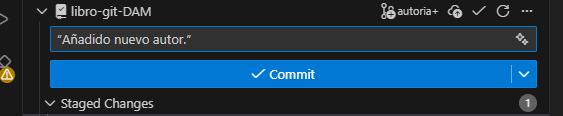 libro-git-DAM autoria+
“Añadido nuevo autor.”
Commit
Staged Changes 1